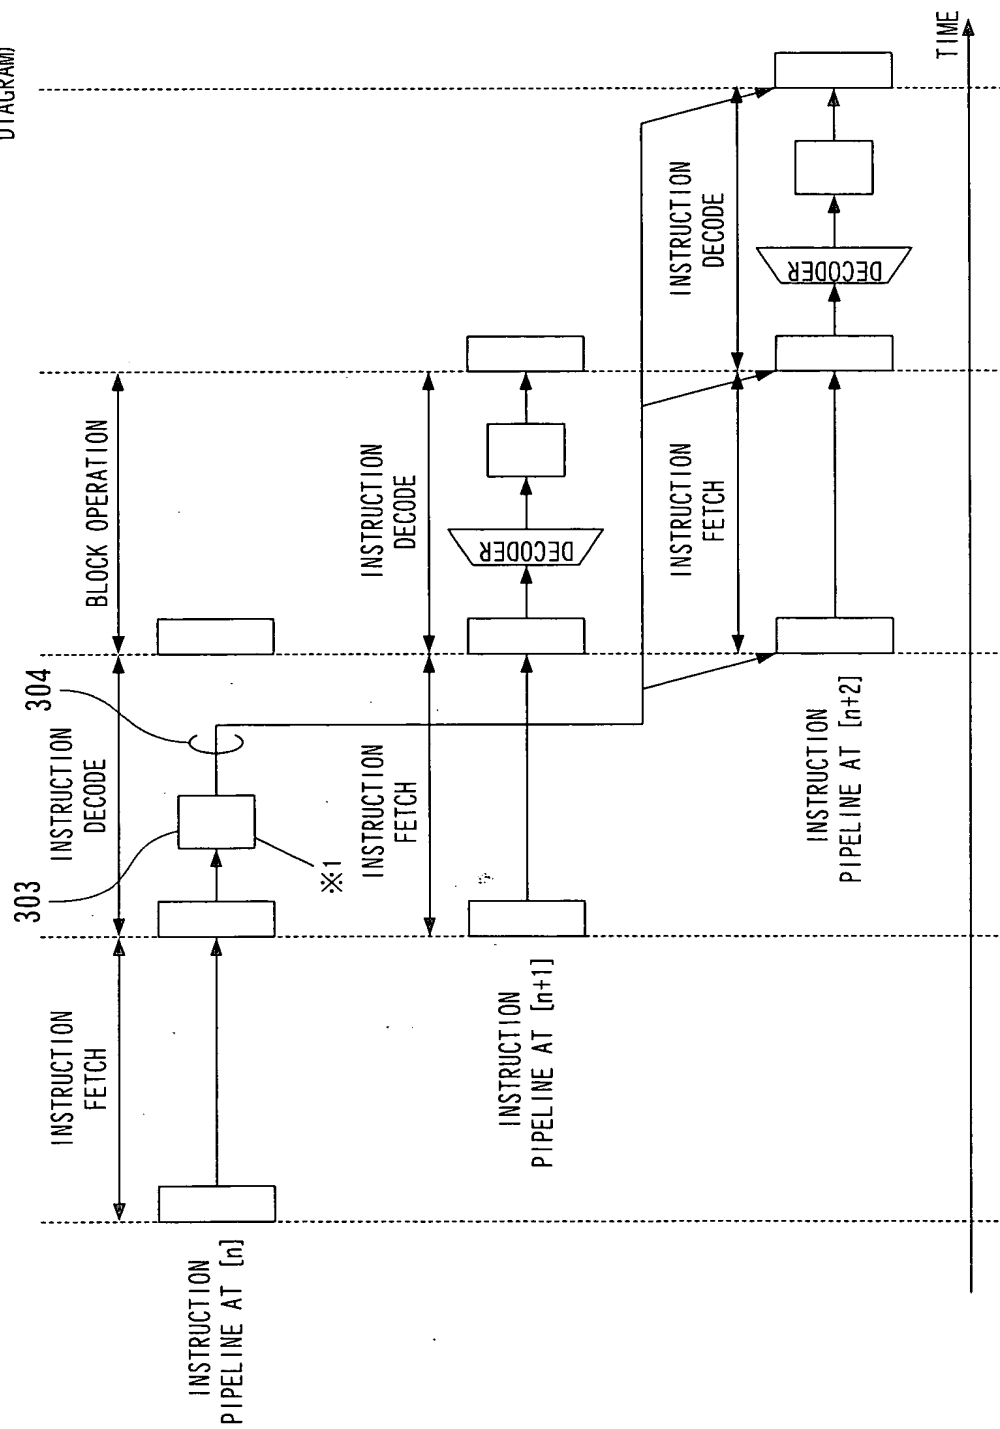 DIAGRAM)
304
303
INSTRUCTION
FETCH
INSTRUCTION
DECODE
BLOCK OPERATION
※1
INSTRUCTION
PIPELINE AT [n]
INSTRUCTION
FETCH
INSTRUCTION
DECODE
DECODER
INSTRUCTION
PIPELINE AT [n+1]
INSTRUCTION
FETCH
INSTRUCTION
DECODE
DECODER
INSTRUCTION
PIPELINE AT [n+2]
TIME